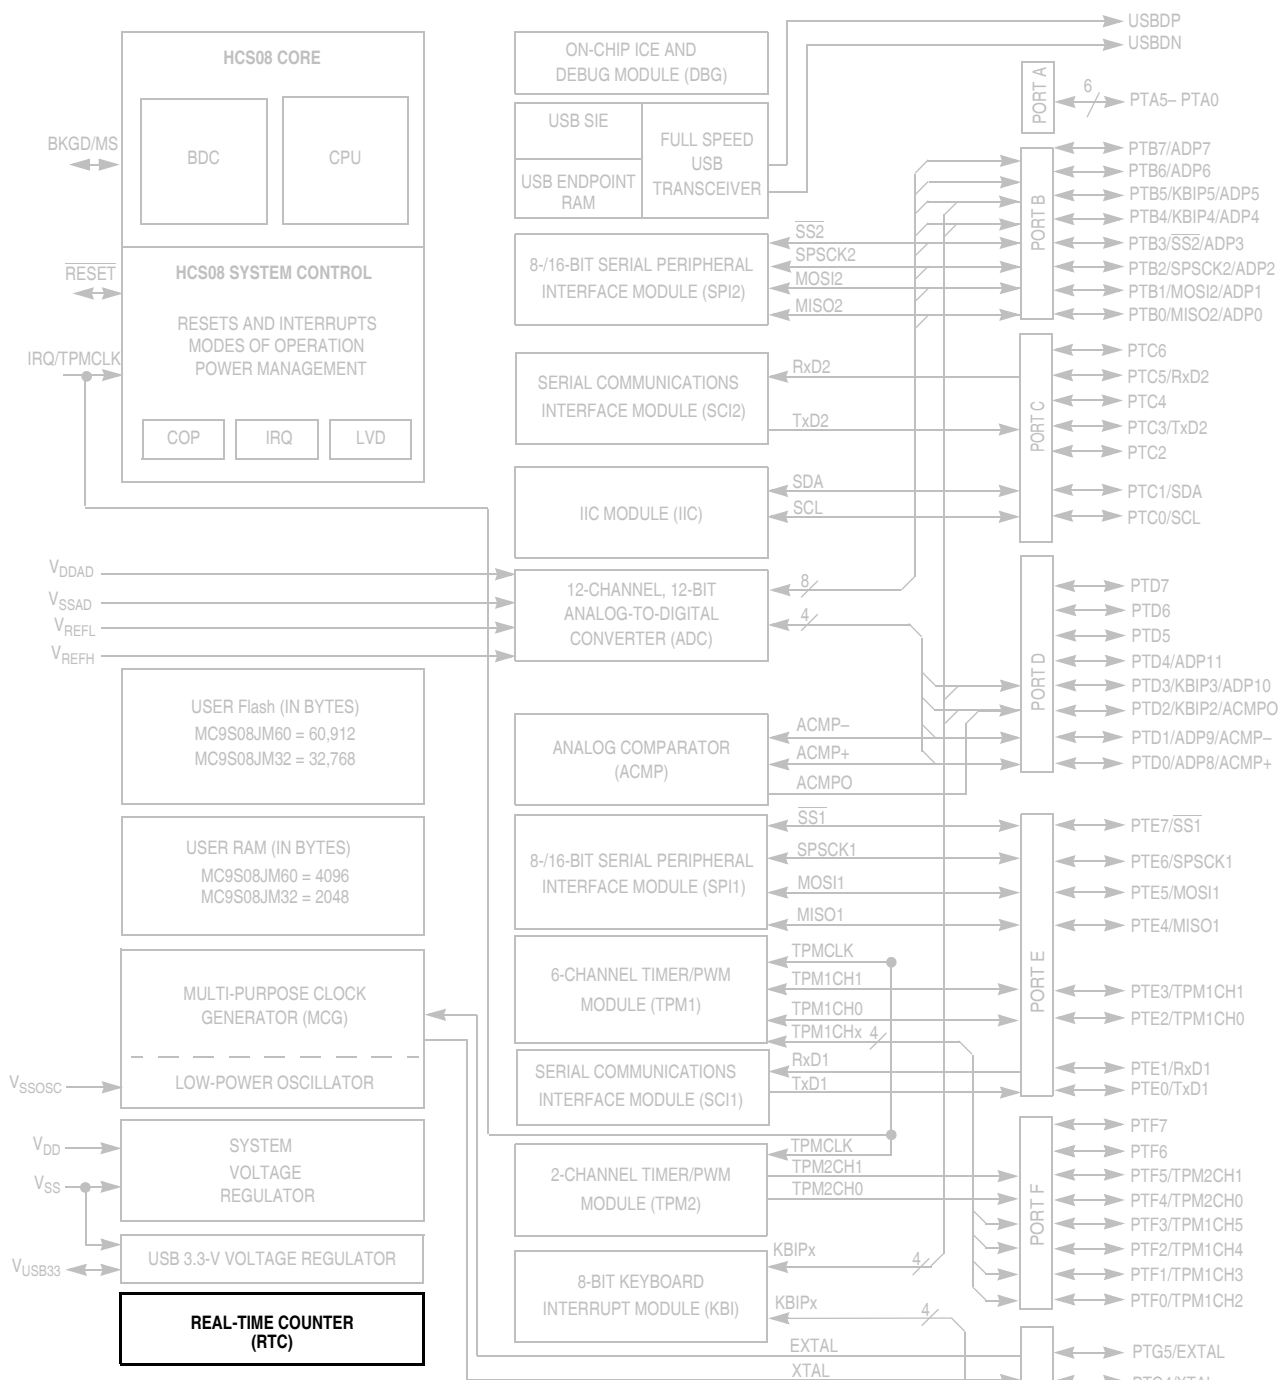 HCS08 CORE
BDC
CPU
BKGD/MS
RESET
HCS08 SYSTEM CONTROL
RESETS AND INTERRUPTS
MODES OF OPERATION
POWER MANAGEMENT
IRQ/TPMCLK
COP
IRQ
LVD
VDDAD
VSSAD
VREFL
VREFH
USER Flash (IN BYTES)
MC9S08JM60 = 60,912
MC9S08JM32 = 32,768
USER RAM (IN BYTES)
MC9S08JM60 = 4096
MC9S08JM32 = 2048
MULTI-PURPOSE CLOCK
GENERATOR (MCG)
LOW-POWER OSCILLATOR
VSSOSC
VDD
SYSTEM
VOLTAGE
REGULATOR
VSS
USB 3.3-V VOLTAGE REGULATOR
VUSB33
REAL-TIME COUNTER
(RTC)
ON-CHIP ICE AND
DEBUG MODULE (DBG)
USB SIE
USB ENDPOINT
RAM
FULL SPEED
USB
TRANSCEIVER
8-/16-BIT SERIAL PERIPHERAL
INTERFACE MODULE (SPI2)
SS2
SPSCK2
MOSI2
MISO2
SERIAL COMMUNICATIONS
INTERFACE MODULE (SCI2)
RxD2
TxD2
IIC MODULE (IIC)
SDA
SCL
12-CHANNEL, 12-BIT
ANALOG-TO-DIGITAL
CONVERTER (ADC)
8
4
ANALOG COMPARATOR
(ACMP)
ACMP–
ACMP+
ACMPO
8-/16-BIT SERIAL PERIPHERAL
INTERFACE MODULE (SPI1)
SS1
SPSCK1
MOSI1
MISO1
6-CHANNEL TIMER/PWM
MODULE (TPM1)
TPMCLK
TPM1CH1
TPM1CH0
TPM1CHx 4
SERIAL COMMUNICATIONS
INTERFACE MODULE (SCI1)
RxD1
TxD1
2-CHANNEL TIMER/PWM
MODULE (TPM2)
TPMCLK
TPM2CH1
TPM2CH0
8-BIT KEYBOARD
INTERRUPT MODULE (KBI)
KBIPx
4
KBIPx
4
EXTAL
XTAL
USBDP
USBDN
PORT A
6
PTA5– PTA0
PORT B
PTB7/ADP7
PTB6/ADP6
PTB5/KBIP5/ADP5
PTB4/KBIP4/ADP4
PTB3/SS2/ADP3
PTB2/SPSCK2/ADP2
PTB1/MOSI2/ADP1
PTB0/MISO2/ADP0
PORT C
PTC6
PTC5/RxD2
PTC4
PTC3/TxD2
PTC2
PTC1/SDA
PTC0/SCL
PORT D
PTD7
PTD6
PTD5
PTD4/ADP11
PTD3/KBIP3/ADP10
PTD2/KBIP2/ACMPO
PTD1/ADP9/ACMP–
PTD0/ADP8/ACMP+
PORT E
PTE7/SS1
PTE6/SPSCK1
PTE5/MOSI1
PTE4/MISO1
PTE3/TPM1CH1
PTE2/TPM1CH0
PTE1/RxD1
PTE0/TxD1
PORT F
PTF7
PTF6
PTF5/TPM2CH1
PTF4/TPM2CH0
PTF3/TPM1CH5
PTF2/TPM1CH4
PTF1/TPM1CH3
PTF0/TPM1CH2
PTG5/EXTAL